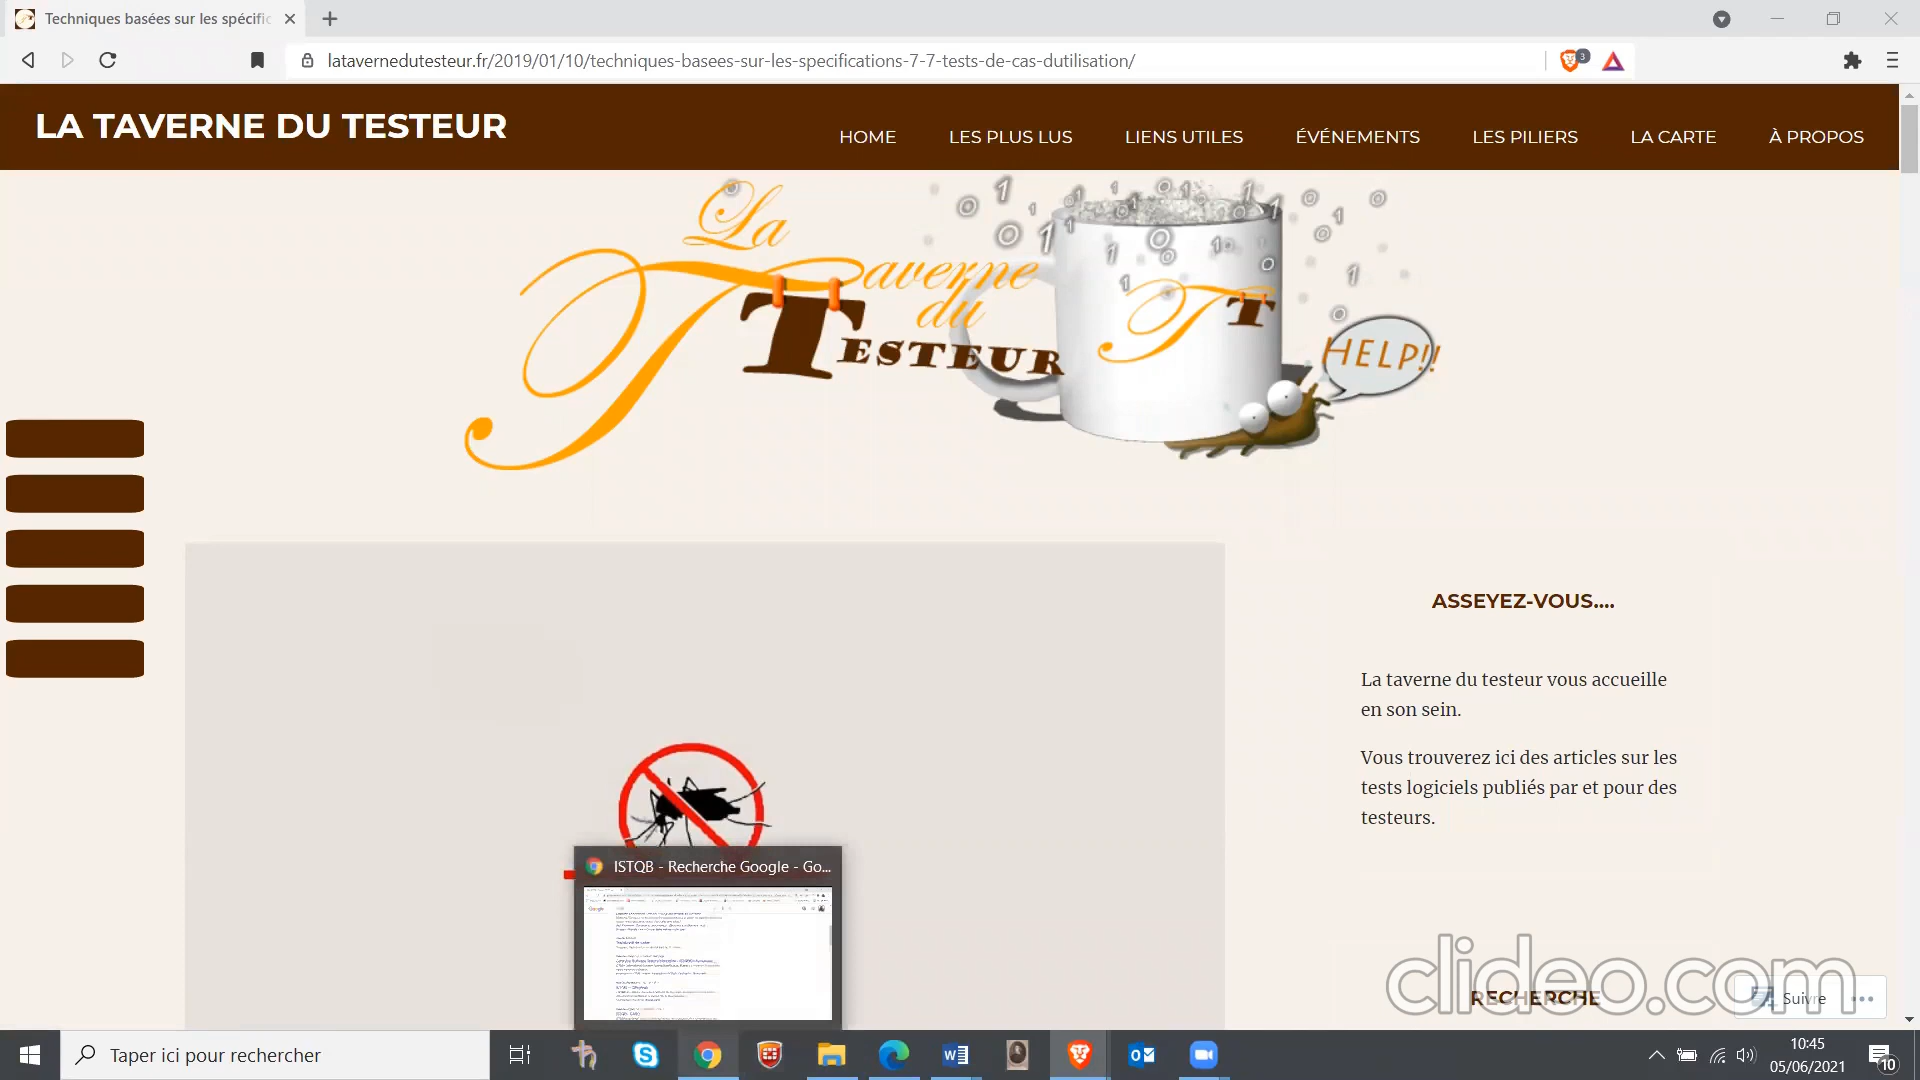 Techniques basées sur les spécific
latavernedutesteur.fr/2019/01/10/techniques-basees-sur-les-specifications-7-7-tests-de-cas-dutilisation/
3
LA TAVERNE DU TESTEUR
HOME LES PLUS LUS LIENS UTILES ÉVÉNEMENTS LES PILIERS LA CARTE À PROPOS
La
Taverne
du
TESTEUR
TT
HELP!!
ASSEYEZ-VOUS....
La taverne du testeur vous accueille
en son sein.
Vous trouverez ici des articles sur les
tests logiciels publiés par et pour des
testeurs.
ISTQB - Recherche Google - Go...
RECHERCHE
Suivre
clideo.com
Taper ici pour rechercher
10:45
05/06/2021
10